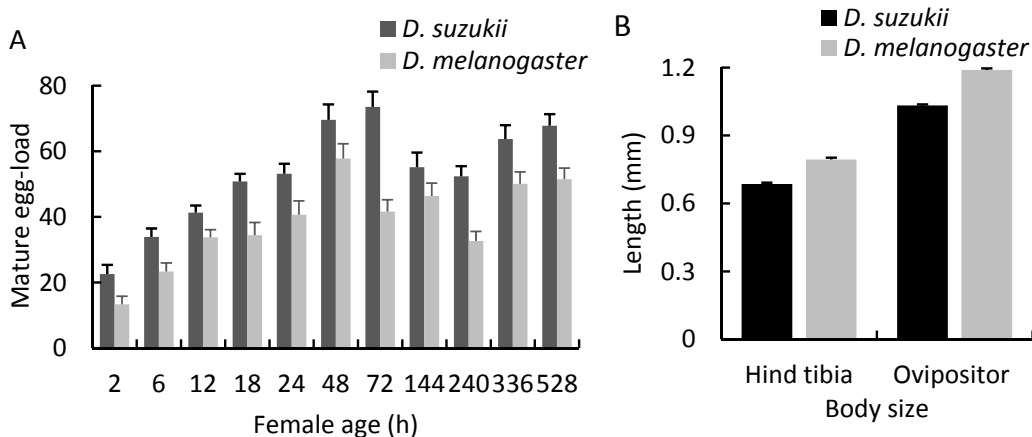 A
D. suzukii
D. melanogaster
80
60
40
20
0
Mature egg-load
2 6 12 18 24 48 72 144 240 336 528
Female age (h)
B
D. suzukii
D. melanogaster
1.2
0.9
0.6
0.3
0
Length (mm)
Hind tibia Ovipositor
Body size